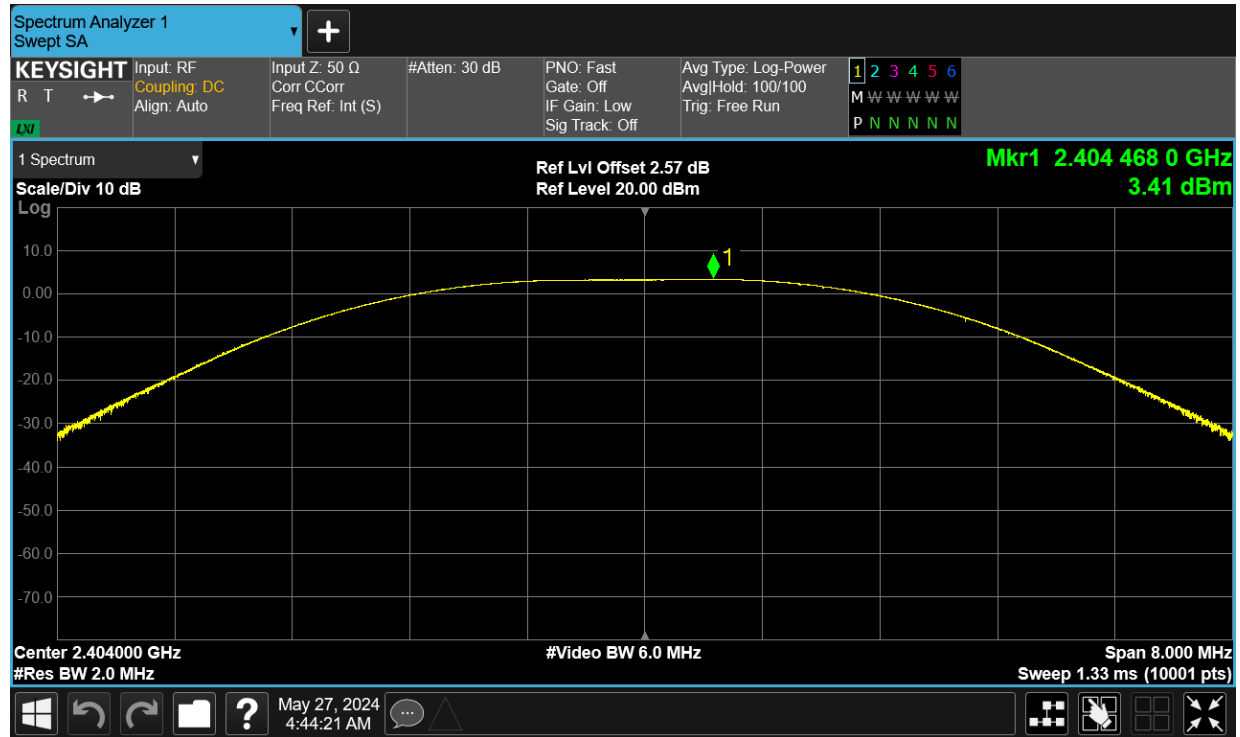 Spectrum Analyzer 1
Swept SA
KEYSIGHT
R T
LXI
Input: RF
Coupling: DC
Align: Auto
Input Z: 50 Ω
Corr CCorr
Freq Ref: Int (S)
#Atten: 30 dB
PNO: Fast
Gate: Off
IF Gain: Low
Sig Track: Off
Avg Type: Log-Power
Avg|Hold: 100/100
Trig: Free Run
1 2 3 4 5 6
M W W W W W W
P N N N N N
1 Spectrum
Scale/Div 10 dB
Log
Ref Lvl Offset 2.57 dB
Ref Level 20.00 dBm
Mkr1 2.404 468 0 GHz
3.41 dBm
1
10.0
0.00
-10.0
-20.0
-30.0
-40.0
-50.0
-60.0
-70.0
Center 2.404000 GHz
#Res BW 2.0 MHz
#Video BW 6.0 MHz
Span 8.000 MHz
Sweep 1.33 ms (10001 pts)
?
May 27, 2024
4:44:21 AM